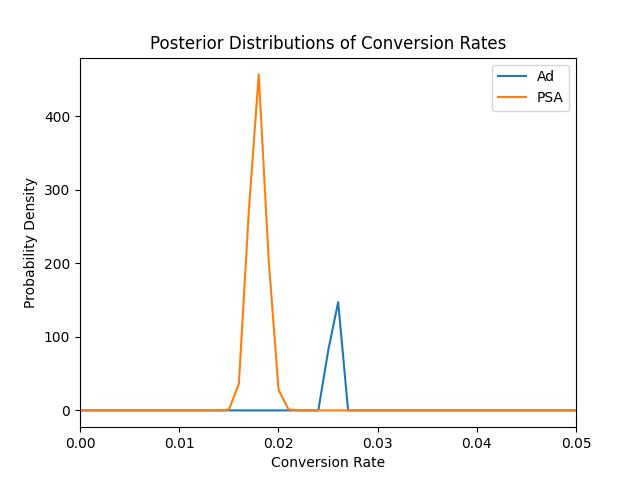 Posterior Distributions of Conversion Rates
Ad
PSA
400
300
200
100
0
Probability Density
0.00 0.01 0.02 0.03 0.04 0.05
Conversion Rate